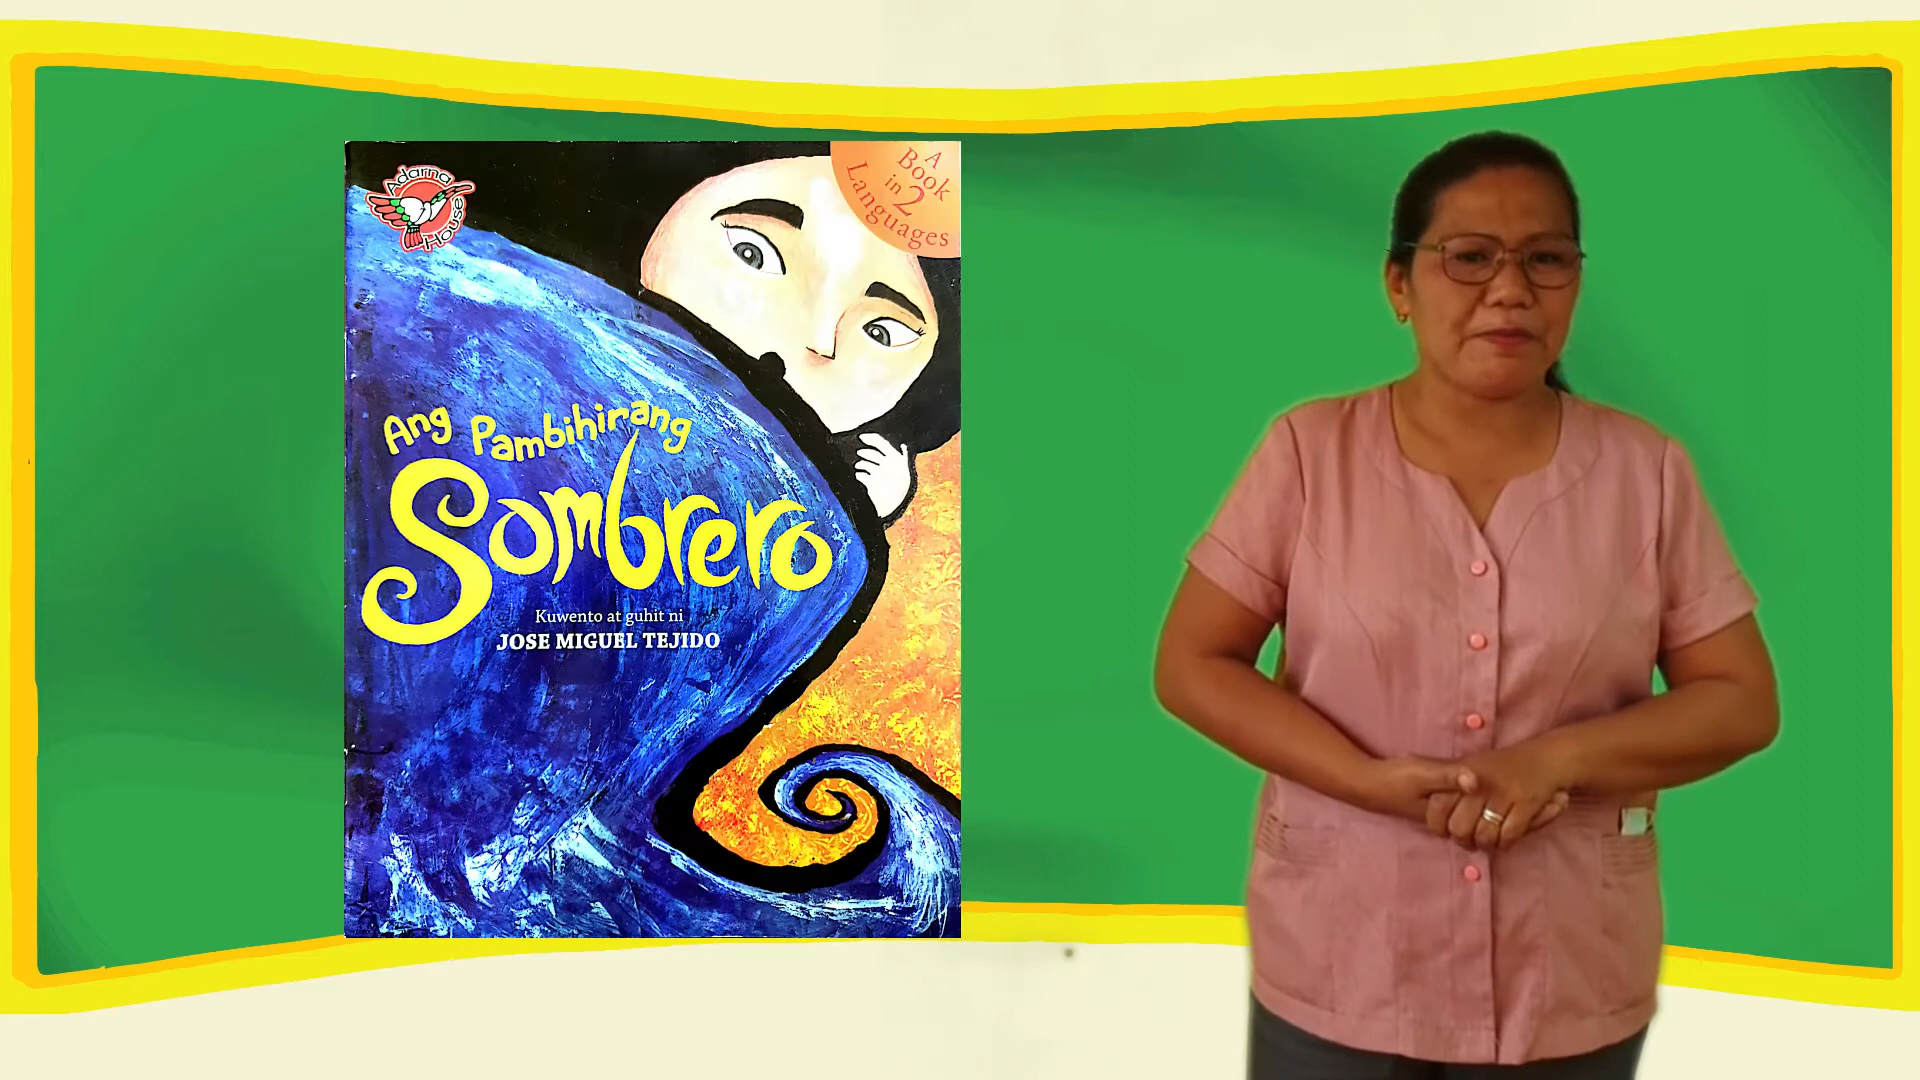 Adarna
House
A
Book
in 2
Languages
Ang Pambihirang
Sombrero
Kuwento at guhit ni
JOSE MIGUEL TEJIDO